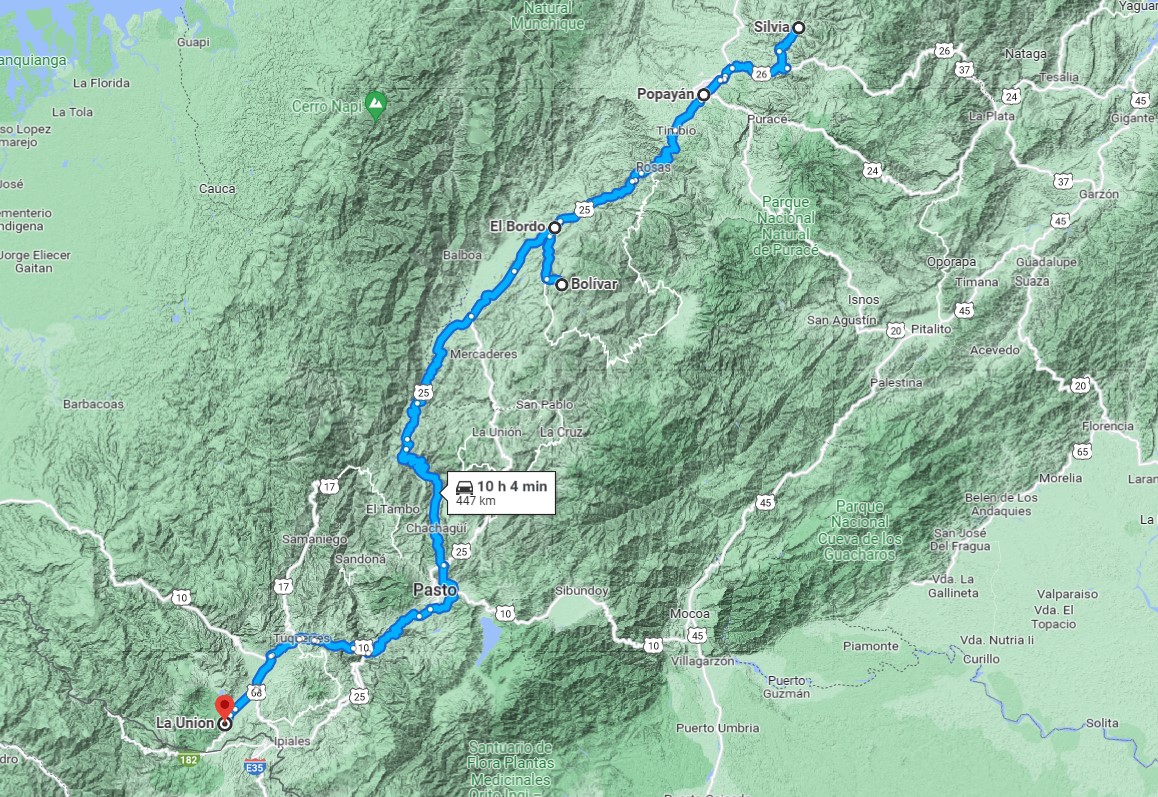 Natural
Munchique
Yaguar
Guapi
Silvia
26
Nataga
anquianga
26
37
Tesalia
La Florida
Cerro Napi
Popayán
24
45
La Tola
Puracé
La Plata
Gigante
so Lopez
marejo
Timbio
Rosas
24
José
Cauca
37
Garzón
ementerio
ndigena
25
Parque
Nacional
Natural
de Puracé
45
El Bordo
Jorge Eliecer
Gaitan
Balboa
Oporapa
Guadalupe
Timana
Suaza
Bolívar
Isnos
45
San Agustín
20
Pitalito
Mercaderes
Acevedo
25
Palestina
20
Barbacoas
San Pablo
La Unión
La Cruz
Florencia
65
17
10 h 4 min
447 km
Morelia
Laran
45
Belén de Los
Andaquies
El Tambo
Parque
Nacional
Cueva de los
Guacharos
Chachagüí
La
Samaniego
25
San José
Del Fragua
Sandoná
17
Pasto
Sibundoy
Vda. La
Gallineta
10
10
Mocoa
Valparaiso
Vda. El
Topacio
Túquerres
10
10
45
Piamonte
Vda. Nutria li
Villagarzón
Curillo
66
25
Puerto
Guzmán
La Union
Puerto Umbria
Solita
Ipiales
182
E35
dro
Santuario de
Flora Plantas
Medicinales
Orito Ingi –